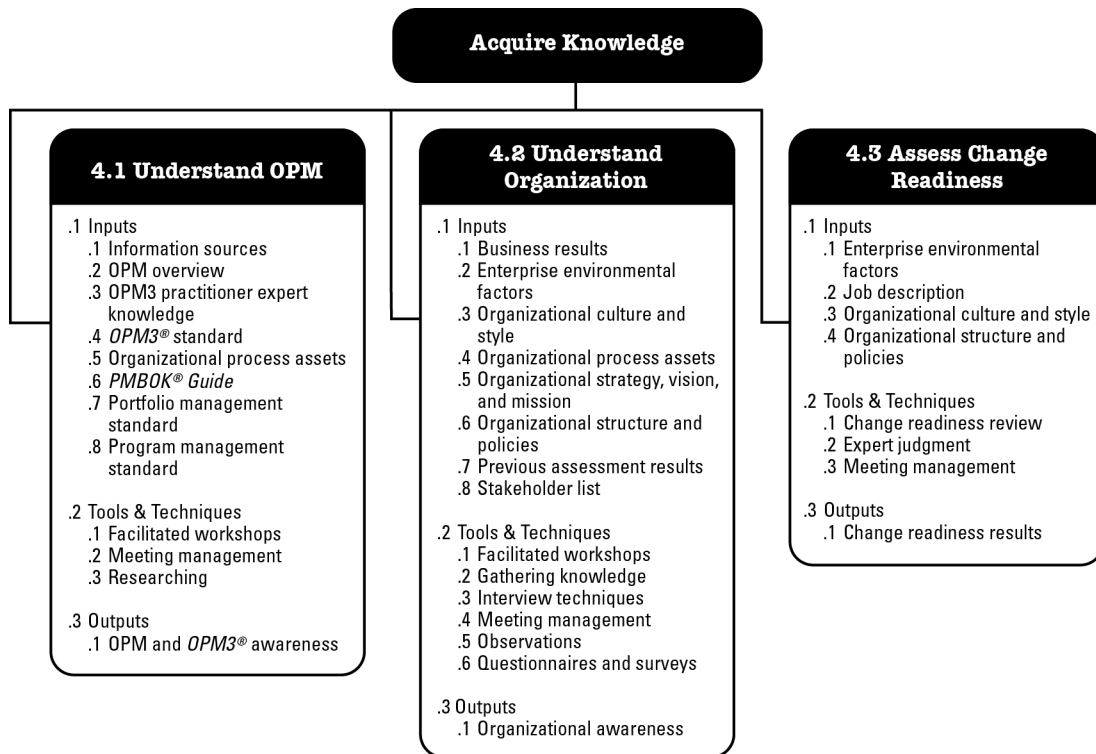 Acquire Knowledge
4.1 Understand OPM
.1 Inputs
.1 Information sources
.2 OPM overview
.3 OPM3 practitioner expert
knowledge
.4 OPM3® standard
.5 Organizational process assets
.6 PMBOK® Guide
.7 Portfolio management
standard
.8 Program management
standard
.2 Tools & Techniques
.1 Facilitated workshops
.2 Meeting management
.3 Researching
.3 Outputs
.1 OPM and OPM3® awareness
4.2 Understand
Organization
.1 Inputs
.1 Business results
.2 Enterprise environmental
factors
.3 Organizational culture and
style
.4 Organizational process assets
.5 Organizational strategy, vision,
and mission
.6 Organizational structure and
policies
.7 Previous assessment results
.8 Stakeholder list
.2 Tools & Techniques
.1 Facilitated workshops
.2 Gathering knowledge
.3 Interview techniques
.4 Meeting management
.5 Observations
.6 Questionnaires and surveys
.3 Outputs
.1 Organizational awareness
4.3 Assess Change
Readiness
.1 Inputs
.1 Enterprise environmental
factors
.2 Job description
.3 Organizational culture and style
.4 Organizational structure and
policies
.2 Tools & Techniques
.1 Change readiness review
.2 Expert judgment
.3 Meeting management
.3 Outputs
.1 Change readiness results